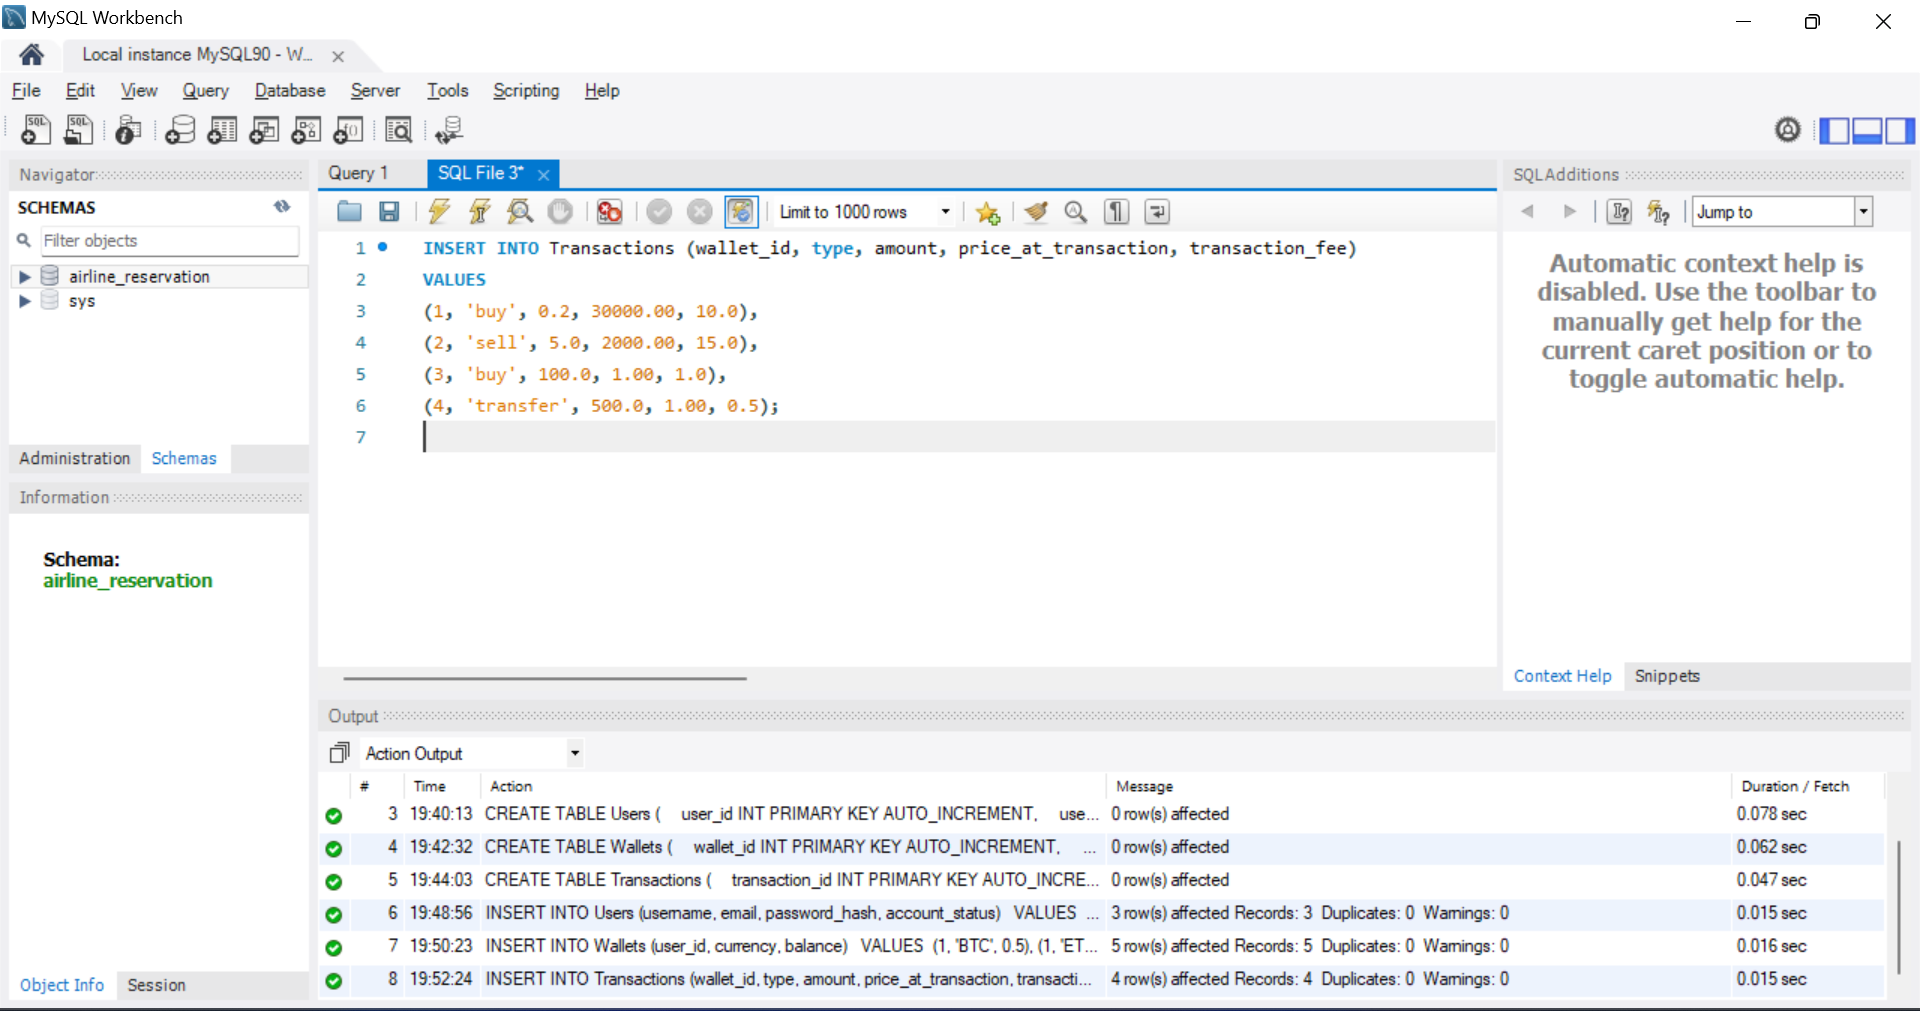 MySQL Workbench
Local instance MySQL90 - W...
File Edit View Query Database Server Tools Scripting Help
Navigator
SCHEMAS
Filter objects
airline_reservation
sys
Administration Schemas
Information
Schema:
airline_reservation
Object Info Session
Query 1 SQL File 3*
Limit to 1000 rows
1 INSERT INTO Transactions (wallet_id, type, amount, price_at_transaction, transaction_fee)
2 VALUES
3 (1, 'buy', 0.2, 30000.00, 10.0),
4 (2, 'sell', 5.0, 2000.00, 15.0),
5 (3, 'buy', 100.0, 1.00, 1.0),
6 (4, 'transfer', 500.0, 1.00, 0.5);
7
SQLAdditions
Jump to
Automatic context help is
disabled. Use the toolbar to
manually get help for the
current caret position or to
toggle automatic help.
Context Help Snippets
Output
Action Output
# Time Action Message Duration / Fetch
3 19:40:13 CREATE TABLE Users ( user_id INT PRIMARY KEY AUTO_INCREMENT, use... 0 row(s) affected 0.078 sec
4 19:42:32 CREATE TABLE Wallets ( wallet_id INT PRIMARY KEY AUTO_INCREMENT, ... 0 row(s) affected 0.062 sec
5 19:44:03 CREATE TABLE Transactions ( transaction_id INT PRIMARY KEY AUTO_INCRE... 0 row(s) affected 0.047 sec
6 19:48:56 INSERT INTO Users (username, email, password_hash, account_status) VALUES ... 3 row(s) affected Records: 3 Duplicates: 0 Warnings: 0 0.015 sec
7 19:50:23 INSERT INTO Wallets (user_id, currency, balance) VALUES (1, 'BTC', 0.5), (1, 'ET... 5 row(s) affected Records: 5 Duplicates: 0 Warnings: 0 0.016 sec
8 19:52:24 INSERT INTO Transactions (wallet_id, type, amount, price_at_transaction, transacti... 4 row(s) affected Records: 4 Duplicates: 0 Warnings: 0 0.015 sec